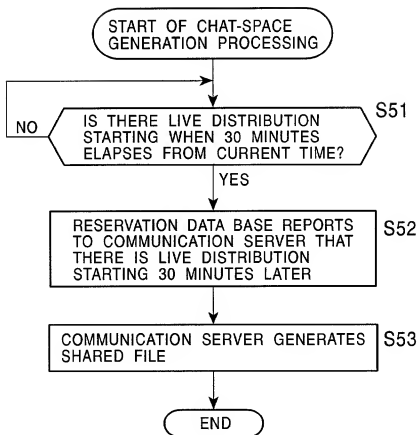 START OF CHAT-SPACE
GENERATION PROCESSING
S51
IS THERE LIVE DISTRIBUTION
STARTING WHEN 30 MINUTES
ELAPSES FROM CURRENT TIME?
NO
YES
S52
RESERVATION DATA BASE REPORTS
TO COMMUNICATION SERVER THAT
THERE IS LIVE DISTRIBUTION
STARTING 30 MINUTES LATER
S53
COMMUNICATION SERVER GENERATES
SHARED FILE
END